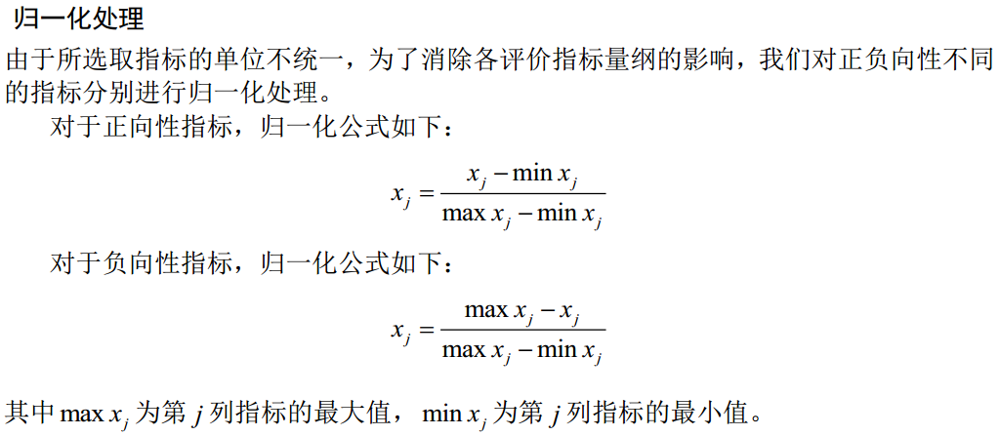 归一化处理
由于所选取指标的单位不统一，为了消除各评价指标量纲的影响，我们对正负向性不同
的指标分别进行归一化处理。
对于正向性指标，归一化公式如下：
x_j = \frac{x_j - \min x_j}{\max x_j - \min x_j}
对于负向性指标，归一化公式如下：
x_j = \frac{\max x_j - x_j}{\max x_j - \min x_j}
其中 max x_j 为第 j 列指标的最大值， min x_j 为第 j 列指标的最小值。